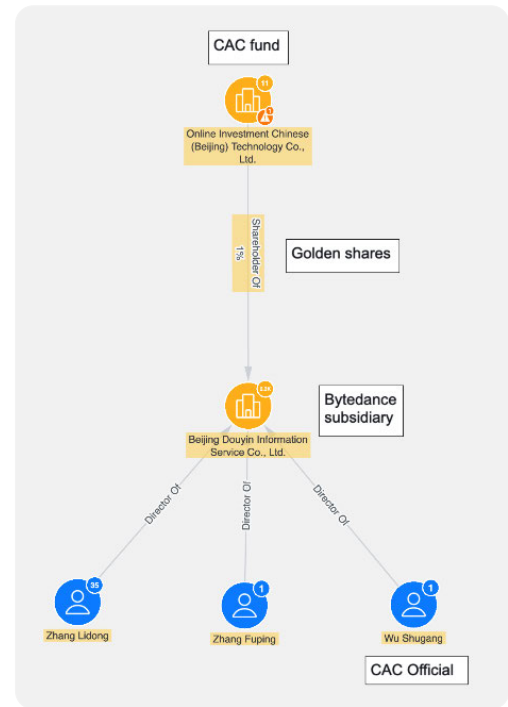 CAC fund
11
1
Online Investment Chinese
(Beijing) Technology Co.,
Ltd.
Shareholder Of
1%
Golden shares
Bytedance
subsidiary
Beijing Douyin Information
Service Co., Ltd.
Director Of
Director Of
Director Of
35
1
1
Zhang Lidong
Zhang Fuping
Wu Shugang
CAC Official